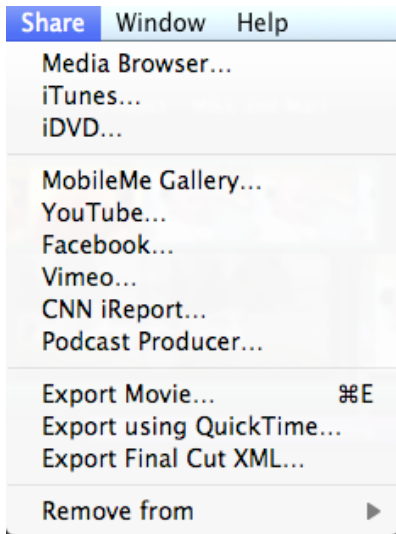 Share Window Help
Media Browser...
iTunes...
iDVD...
MobileMe Gallery...
YouTube...
Facebook...
Vimeo...
CNN iReport...
Podcast Producer...
Export Movie... ⌘E
Export using QuickTime...
Export Final Cut XML...
Remove from ▶